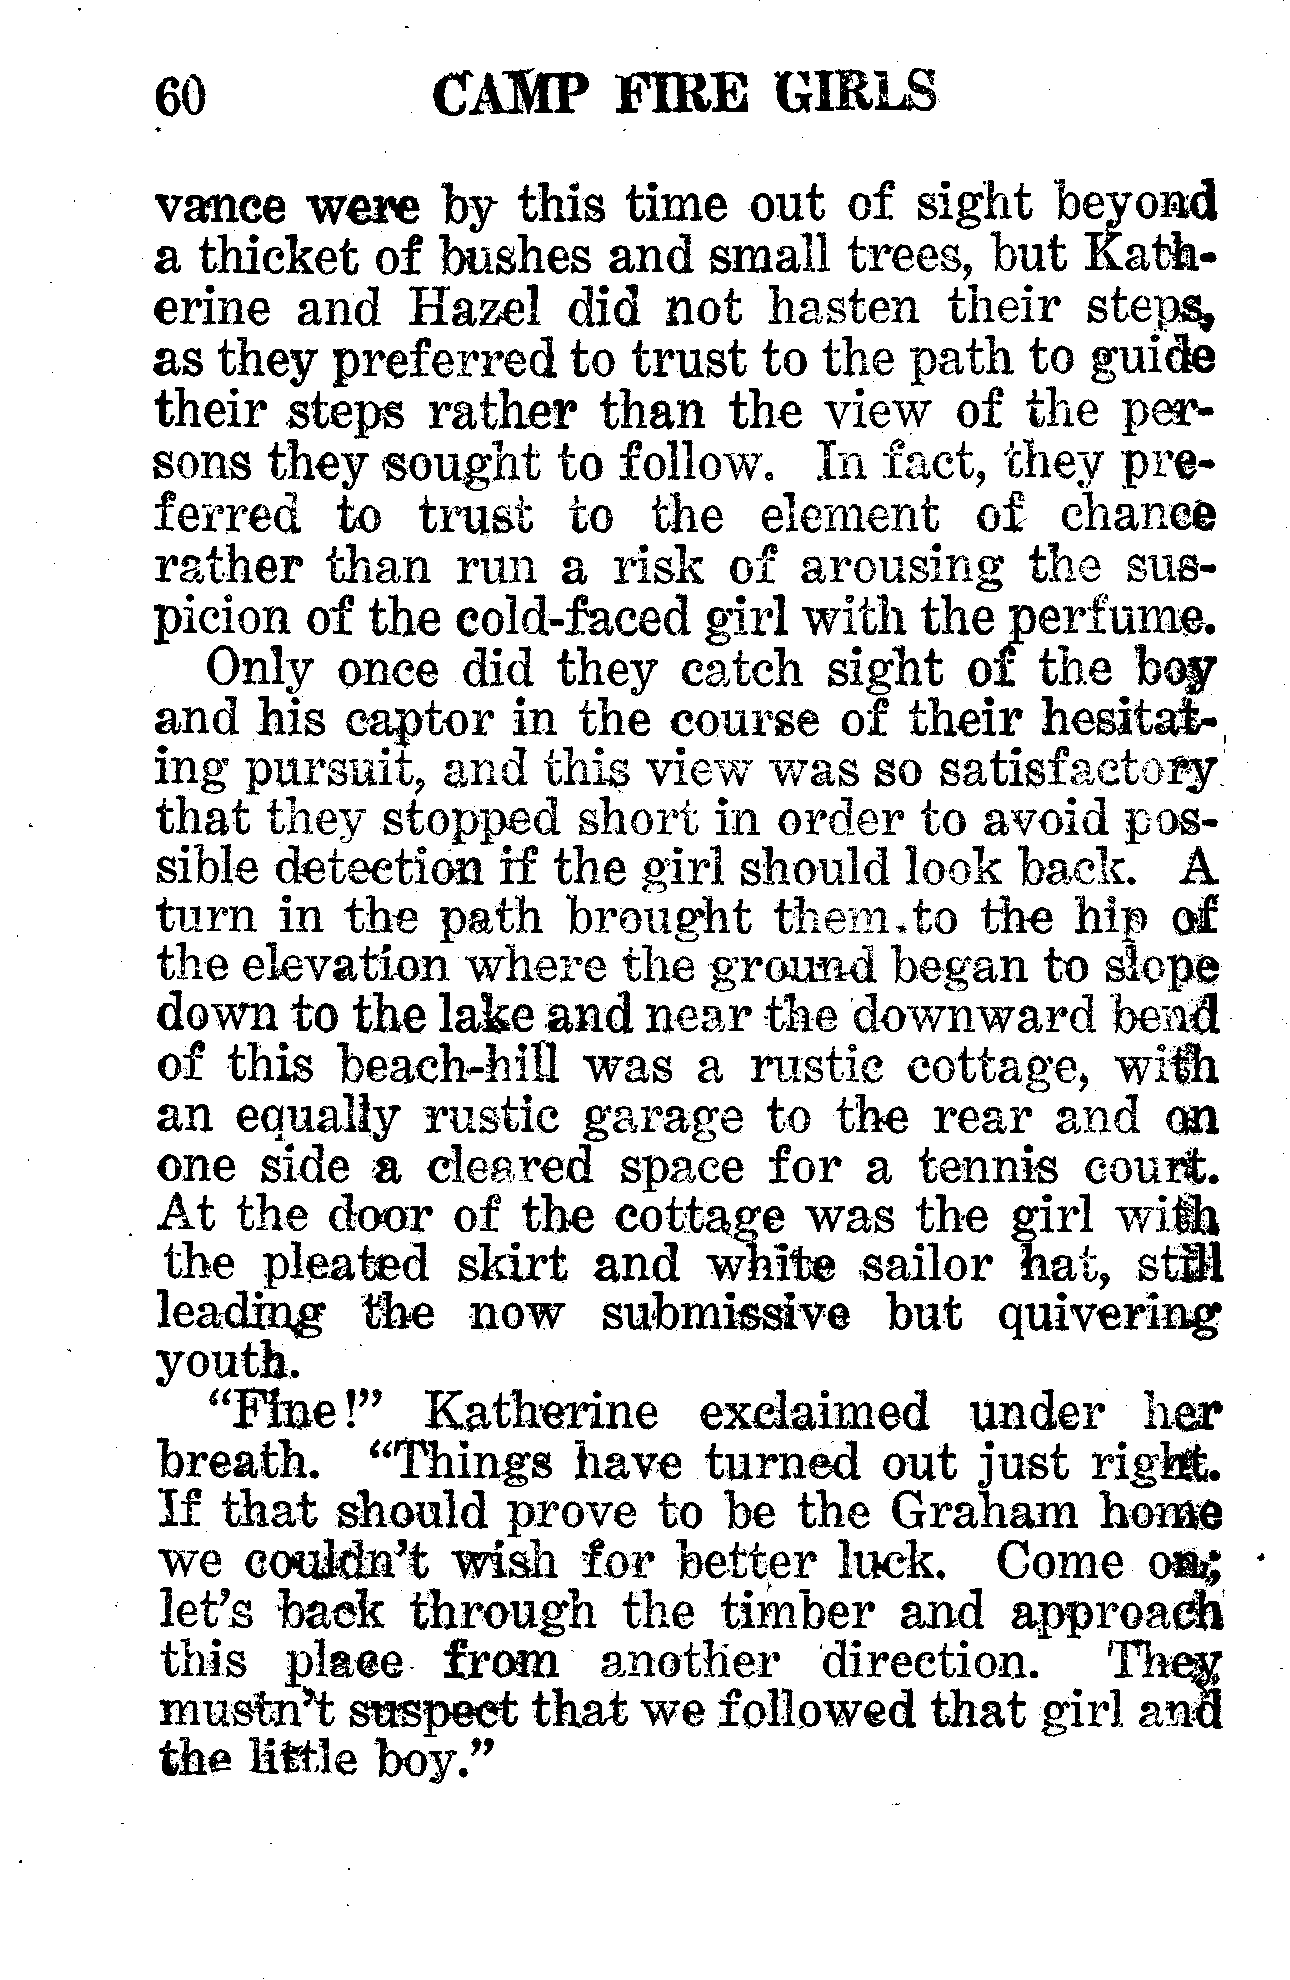 60 CAMP FIRE GIRLS
vance were by this time out of sight beyond
a thicket of bushes and small trees, but Kath-
erine and Hazel did not hasten their steps,
as they preferred to trust to the path to guide
their steps rather than the view of the per-
sons they sought to follow. In fact, they pre-
ferred to trust to the element of chance
rather than run a risk of arousing the sus-
picion of the cold-faced girl with the perfume.
Only once did they catch sight of the boy
and his captor in the course of their hesitat-
ing pursuit, and this view was so satisfactory
that they stopped short in order to avoid pos-
sible detection if the girl should look back. A
turn in the path brought them to the hip of
the elevation where the ground began to slope
down to the lake and near the downward bend
of this beach-hill was a rustic cottage, with
an equally rustic garage to the rear and on
one side a cleared space for a tennis court.
At the door of the cottage was the girl with
the pleated skirt and white sailor hat, still
leading the now submissive but quivering
youth.
“Fine!” Katherine exclaimed under her
breath. “Things have turned out just right.
If that should prove to be the Graham home
we couldn’t wish for better luck. Come on;
let’s back through the timber and approach
this place from another direction. They
mustn’t suspect that we followed that girl and
the little boy.”